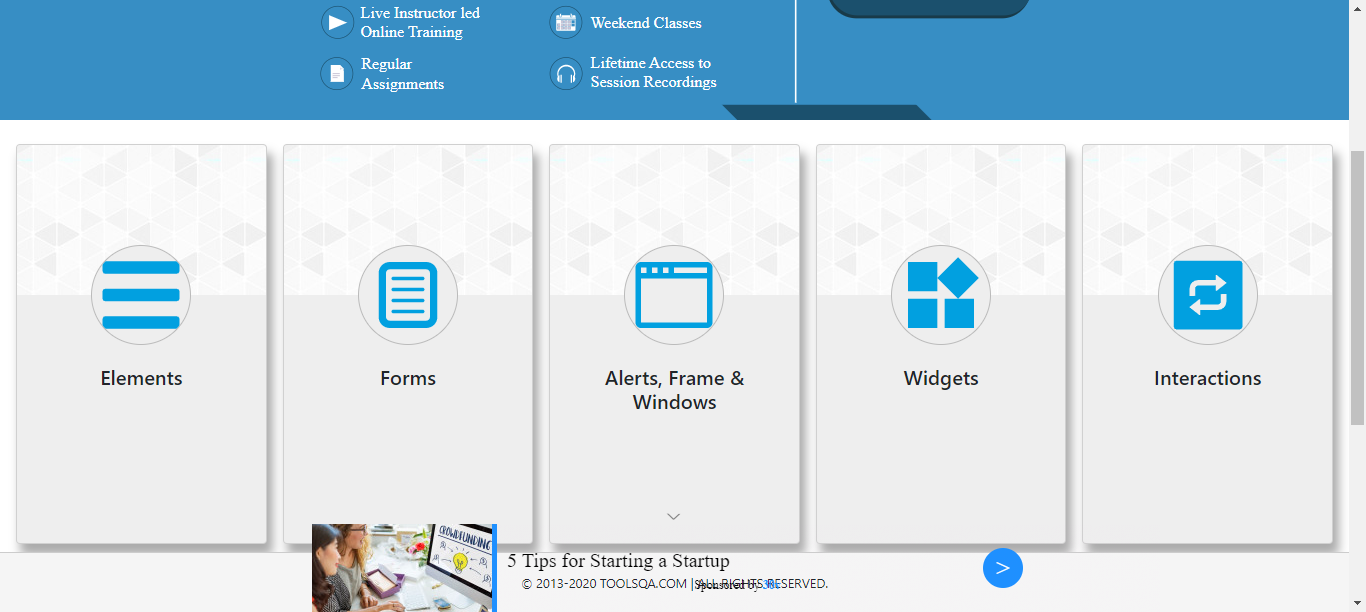 Live Instructor led
Online Training
Weekend Classes
Regular
Assignments
Lifetime Access to
Session Recordings
Elements
Forms
Alerts, Frame &
Windows
Widgets
Interactions
CROWDFUNDING
5 Tips for Starting a Startup
>
© 2013-2020 TOOLSQA.COM | ALL RIGHTS RESERVED.
Sponsored by